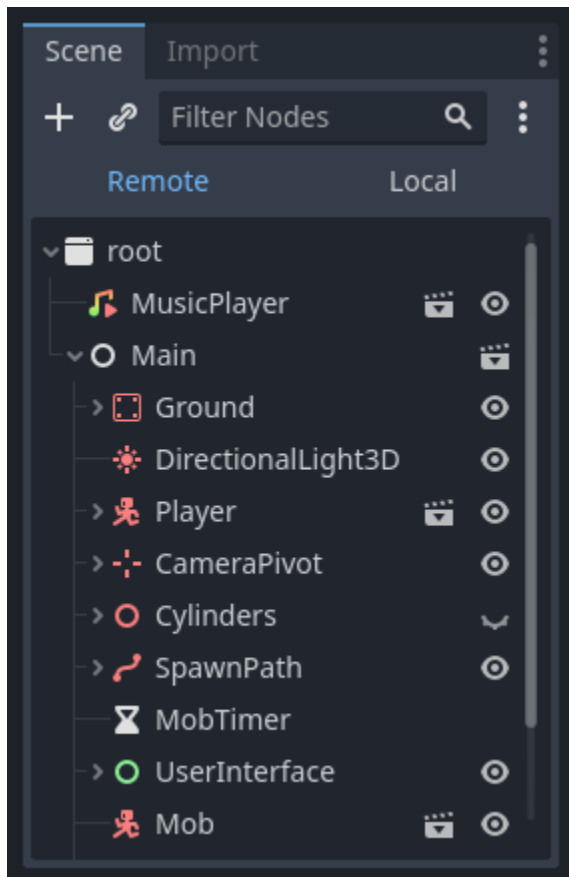 Scene Import
Filter Nodes
Remote Local
root
MusicPlayer
Main
Ground
DirectionalLight3D
Player
CameraPivot
Cylinders
SpawnPath
MobTimer
UserInterface
Mob